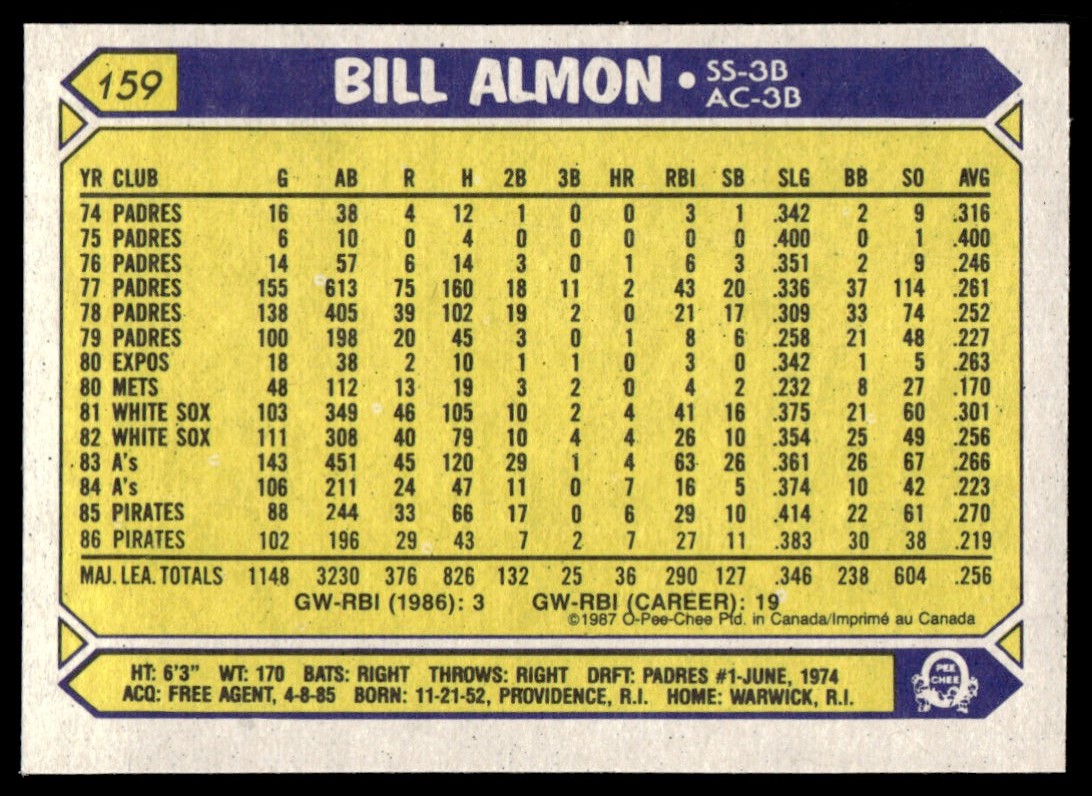 159
BILL ALMON • SS-3B
AC-3B
YR CLUB G AB R H 2B 3B HR RBI SB SLG BB SO AVG
74 PADRES 16 38 4 12 1 0 0 3 1 .342 2 9 .316
75 PADRES 6 10 0 4 0 0 0 0 0 .400 0 1 .400
76 PADRES 14 57 6 14 3 0 1 6 3 .351 2 9 .246
77 PADRES 155 613 75 160 18 11 2 43 20 .336 37 114 .261
78 PADRES 138 405 39 102 19 2 0 21 17 .309 33 74 .252
79 PADRES 100 198 20 45 3 0 1 8 6 .258 21 48 .227
80 EXPOS 18 38 2 10 1 1 0 3 0 .342 1 5 .263
80 METS 48 112 13 19 3 2 0 4 2 .232 8 27 .170
81 WHITE SOX 103 349 46 105 10 2 4 41 16 .375 21 60 .301
82 WHITE SOX 111 308 40 79 10 4 4 26 10 .354 25 49 .256
83 A's 143 451 45 120 29 1 4 63 26 .361 26 67 .266
84 A's 106 211 24 47 11 0 7 16 5 .374 10 42 .223
85 PIRATES 88 244 33 66 17 0 6 29 10 .414 22 61 .270
86 PIRATES 102 196 29 43 7 2 7 27 11 .383 30 38 .219
MAJ. LEA. TOTALS 1148 3230 376 826 132 25 36 290 127 .346 238 604 .256
GW-RBI (1986): 3 GW-RBI (CAREER): 19
©1987 O-Pee-Chee Ptd. in Canada/Imprimé au Canada
HT: 6'3" WT: 170 BATS: RIGHT THROWS: RIGHT DRFT: PADRES #1-JUNE, 1974
ACQ: FREE AGENT, 4-8-85 BORN: 11-21-52, PROVIDENCE, R.I. HOME: WARWICK, R.I.
O
PEE
CHEE